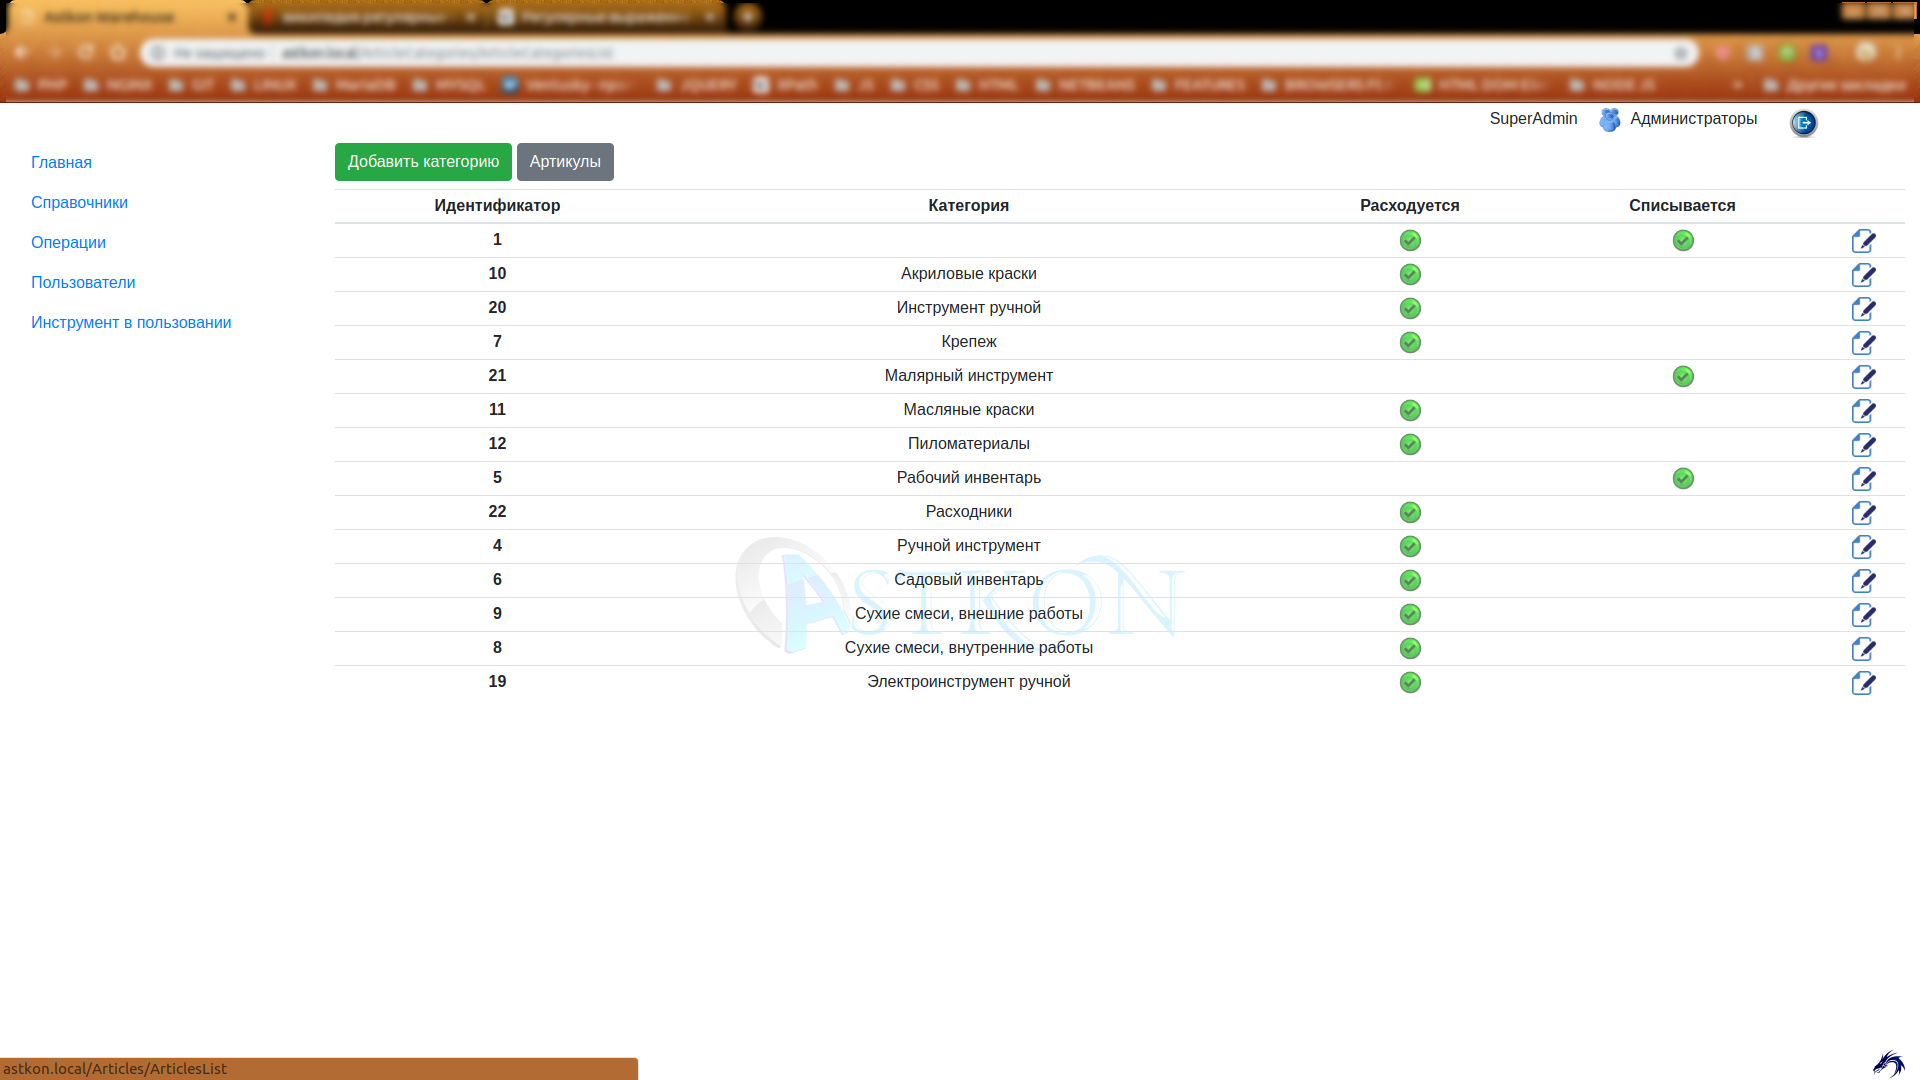 Astkon Warehouse
SuperAdmin Администраторы
Главная
Справочники
Операции
Пользователи
Инструмент в пользовании
Добавить категорию Артикулы
Идентификатор Категория Расходуется Списывается
1
10 Акриловые краски
20 Инструмент ручной
7 Крепеж
21 Малярный инструмент
11 Масляные краски
12 Пиломатериалы
5 Рабочий инвентарь
22 Расходники
4 Ручной инструмент
6 Садовый инвентарь
9 Сухие смеси, внешние работы
8 Сухие смеси, внутренние работы
19 Электроинструмент ручной
ASTKON
astkon.local/Articles/ArticlesList